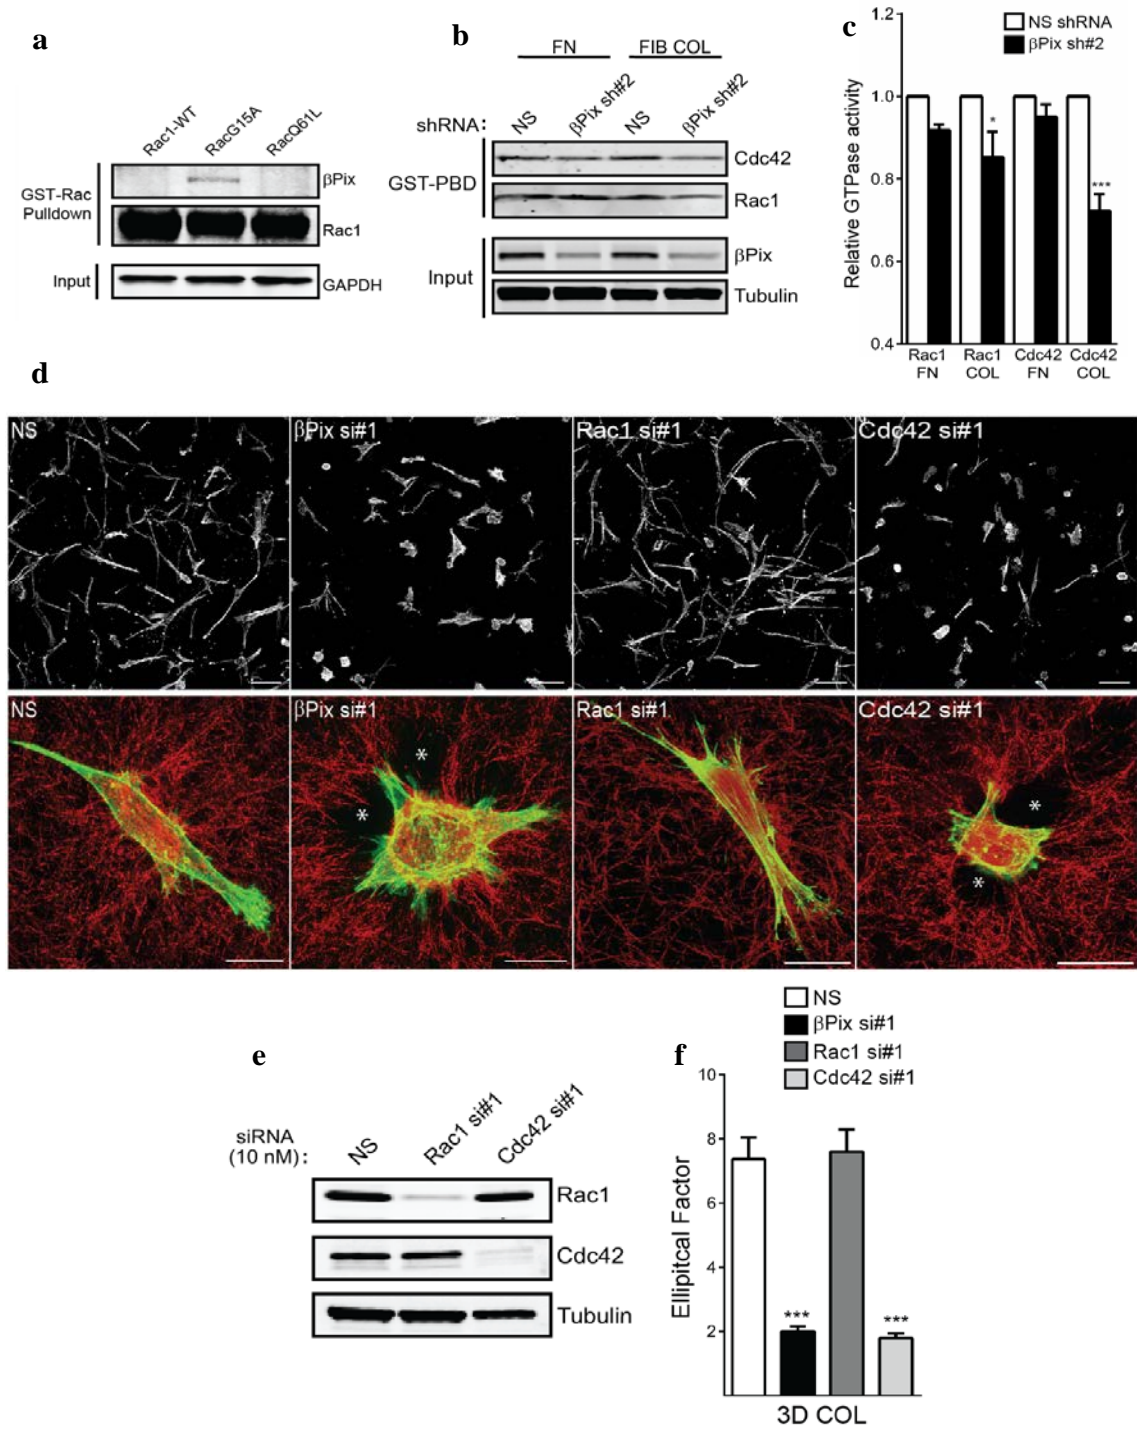 a
Rac1-WT
RacG15A
RacQ61L
GST-Rac
Pulldown
βPix
Rac1
Input
GAPDH
b
FN
FIB COL
shRNA:
NS
βPix sh#2
NS
βPix sh#2
GST-PBD
Cdc42
Rac1
Input
βPix
Tubulin
c
NS shRNA
βPix sh#2
Relative GTPase activity
1.2
1.0
0.8
0.6
0.4
*
***
Rac1
FN
Rac1
COL
Cdc42
FN
Cdc42
COL
d
NS
βPix si#1
Rac1 si#1
Cdc42 si#1
NS
βPix si#1
Rac1 si#1
Cdc42 si#1
*
*
*
*
e
siRNA
(10 nM):
NS
Rac1 si#1
Cdc42 si#1
Rac1
Cdc42
Tubulin
f
NS
βPix si#1
Rac1 si#1
Cdc42 si#1
Ellipitcal Factor
10
8
6
4
2
***
***
3D COL